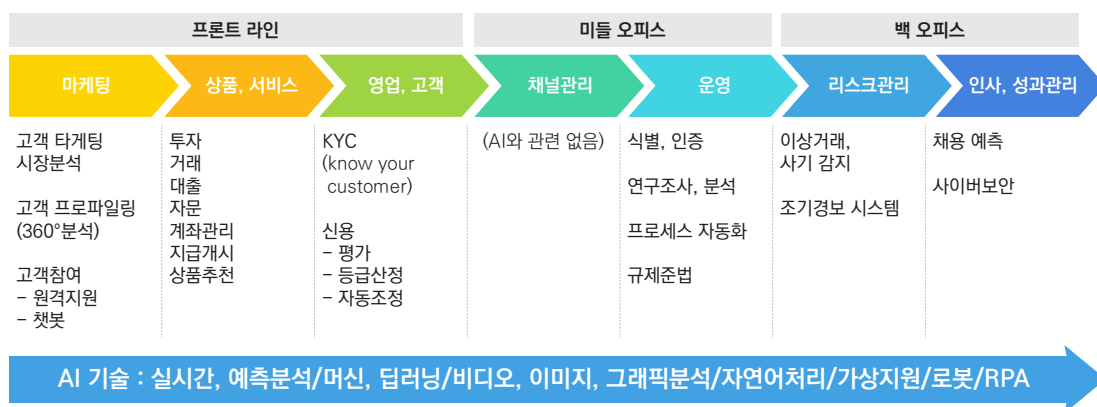 프론트 라인
미들 오피스
백 오피스
마케팅
상품, 서비스
영업, 고객
채널관리
운영
리스크관리
인사, 성과관리
고객 타게팅
시장분석
고객 프로파일링
(360°분석)
고객참여
- 원격지원
- 챗봇
투자
거래
대출
자문
계좌관리
지급개시
상품추천
KYC
(know your
customer)
신용
- 평가
- 등급산정
- 자동조정
(AI와 관련 없음)
식별, 인증
연구조사, 분석
프로세스 자동화
규제준법
이상거래,
사기 감지
조기경보 시스템
채용 예측
사이버보안
AI 기술 : 실시간, 예측분석/머신, 딥러닝/비디오, 이미지, 그래픽분석/자연어처리/가상지원/로봇/RPA